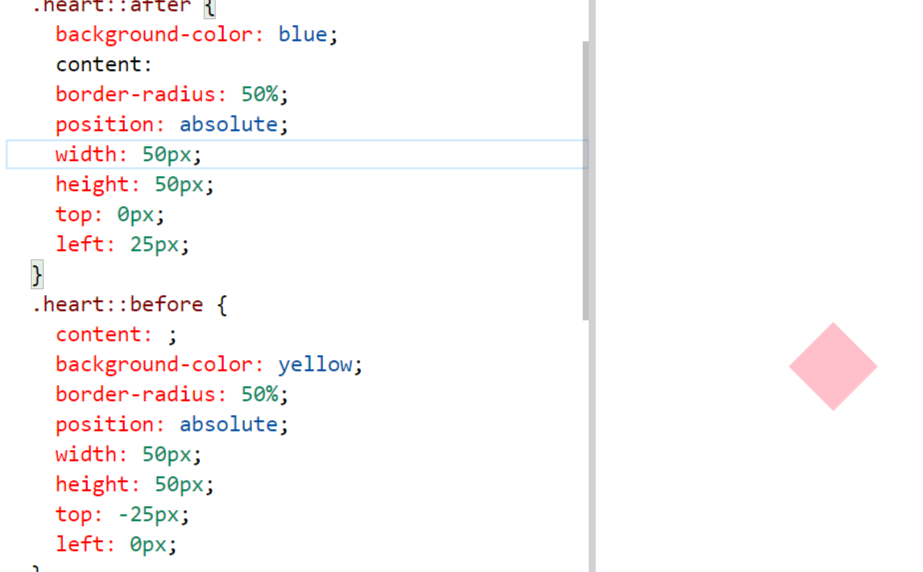 .heart::after {
background-color: blue;
content:
border-radius: 50%;
position: absolute;
width: 50px;
height: 50px;
top: 0px;
left: 25px;
}
.heart::before {
content: ;
background-color: yellow;
border-radius: 50%;
position: absolute;
width: 50px;
height: 50px;
top: -25px;
left: 0px;
}